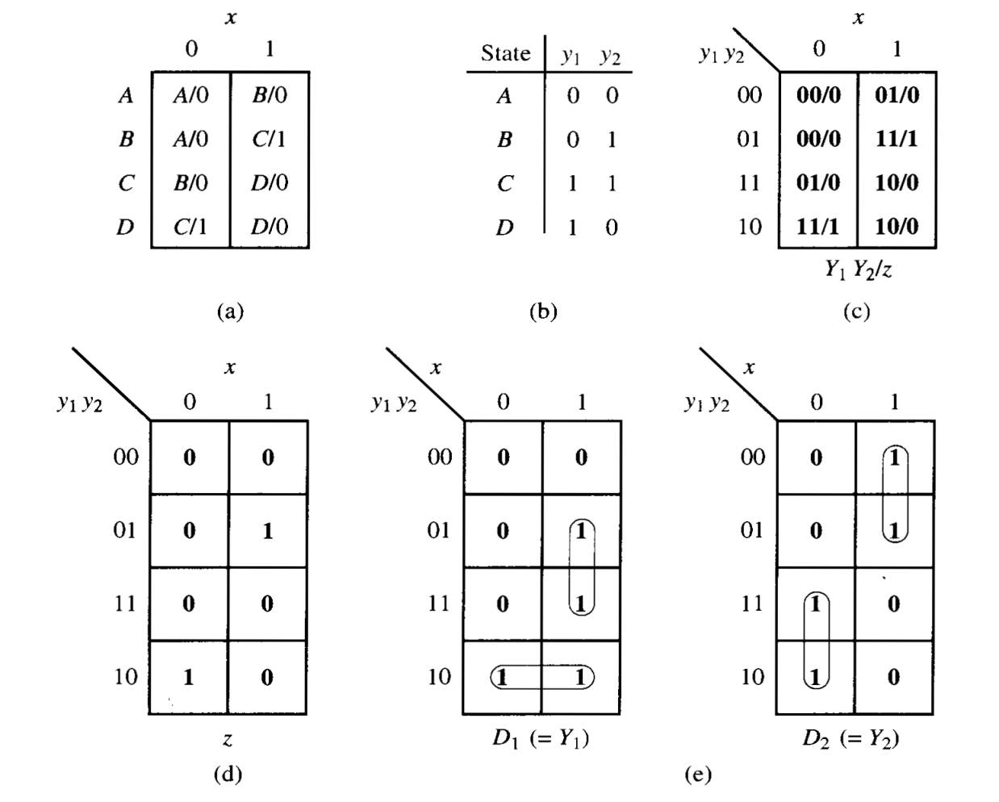 x
0 1
A A/0 B/0
B A/0 C/1
C B/0 D/0
D C/1 D/0
(a)
State y₁ y₂
A 0 0
B 0 1
C 1 1
D 1 0
(b)
x
y₁ y₂ 0 1
00 00/0 01/0
01 00/0 11/1
11 01/0 10/0
10 11/1 10/0
Y₁ Y₂/z
(c)
x
y₁ y₂ 0 1
00 0 0
01 0 1
11 0 0
10 1 0
z
(d)
x
y₁ y₂ 0 1
00 0 0
01 0 1
11 0 1
10 1 1
D₁ (= Y₁)
x
y₁ y₂ 0 1
00 0 1
01 0 1
11 1 0
10 1 0
D₂ (= Y₂)
(e)